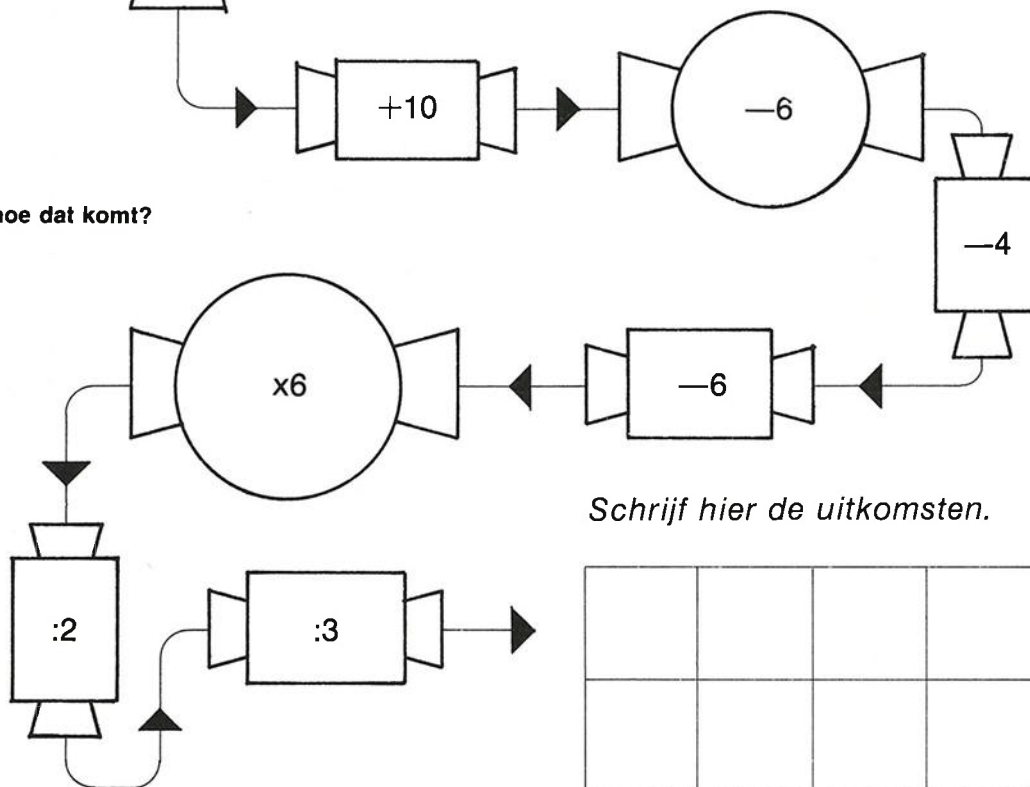 +10
—6
—4
hoe dat komt?
x6
—6
Schrijf hier de uitkomsten.
:2
:3